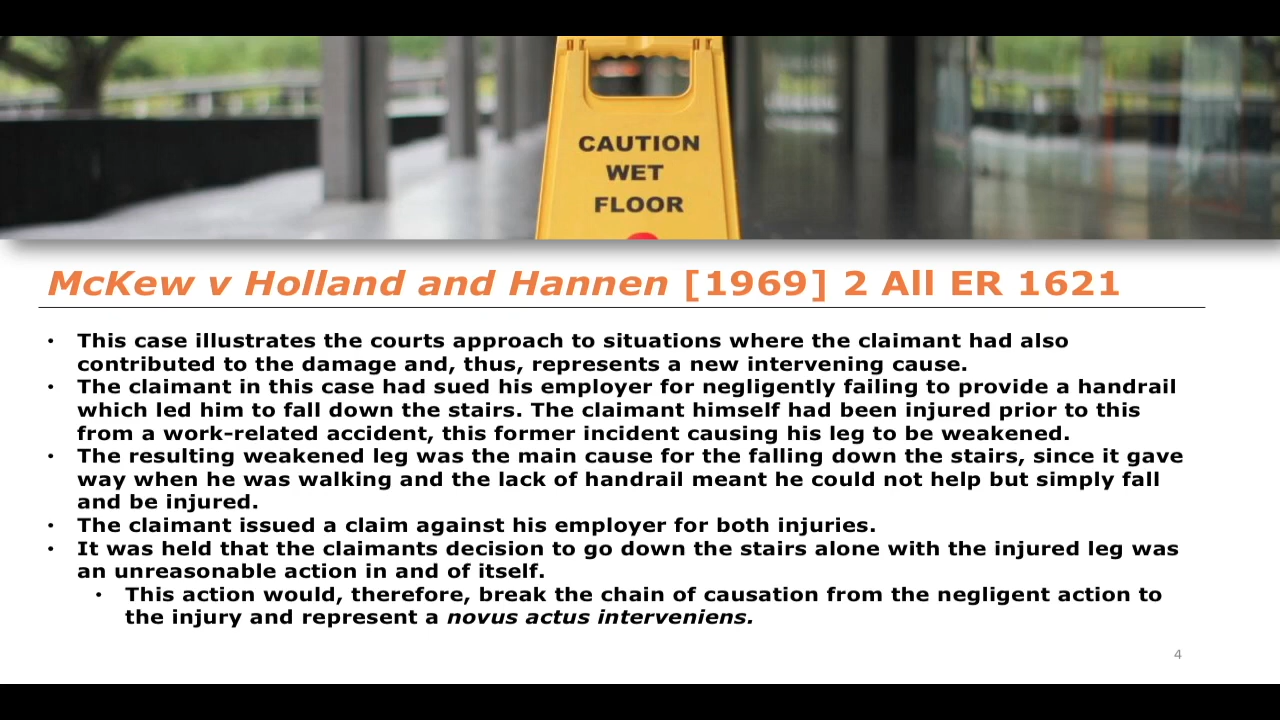 CAUTION
WET
FLOOR
McKew v Holland and Hannen [1969] 2 All ER 1621
• This case illustrates the courts approach to situations where the claimant had also
contributed to the damage and, thus, represents a new intervening cause.
• The claimant in this case had sued his employer for negligently failing to provide a handrail
which led him to fall down the stairs. The claimant himself had been injured prior to this
from a work-related accident, this former incident causing his leg to be weakened.
• The resulting weakened leg was the main cause for the falling down the stairs, since it gave
way when he was walking and the lack of handrail meant he could not help but simply fall
and be injured.
• The claimant issued a claim against his employer for both injuries.
• It was held that the claimants decision to go down the stairs alone with the injured leg was
an unreasonable action in and of itself.
• This action would, therefore, break the chain of causation from the negligent action to
the injury and represent a novus actus interveniens.
4